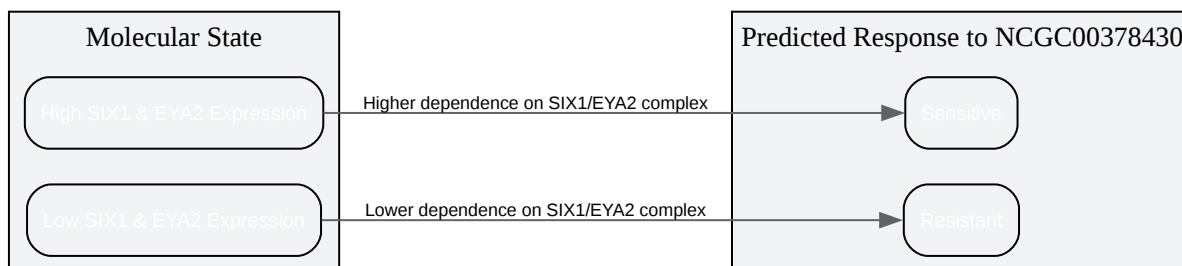 Molecular State
Predicted Response to NCGC00378430
High SIX1 & EYA2 Expression
Higher dependence on SIX1/EYA2 complex
Sensitive
Low SIX1 & EYA2 Expression
Lower dependence on SIX1/EYA2 complex
Resistant